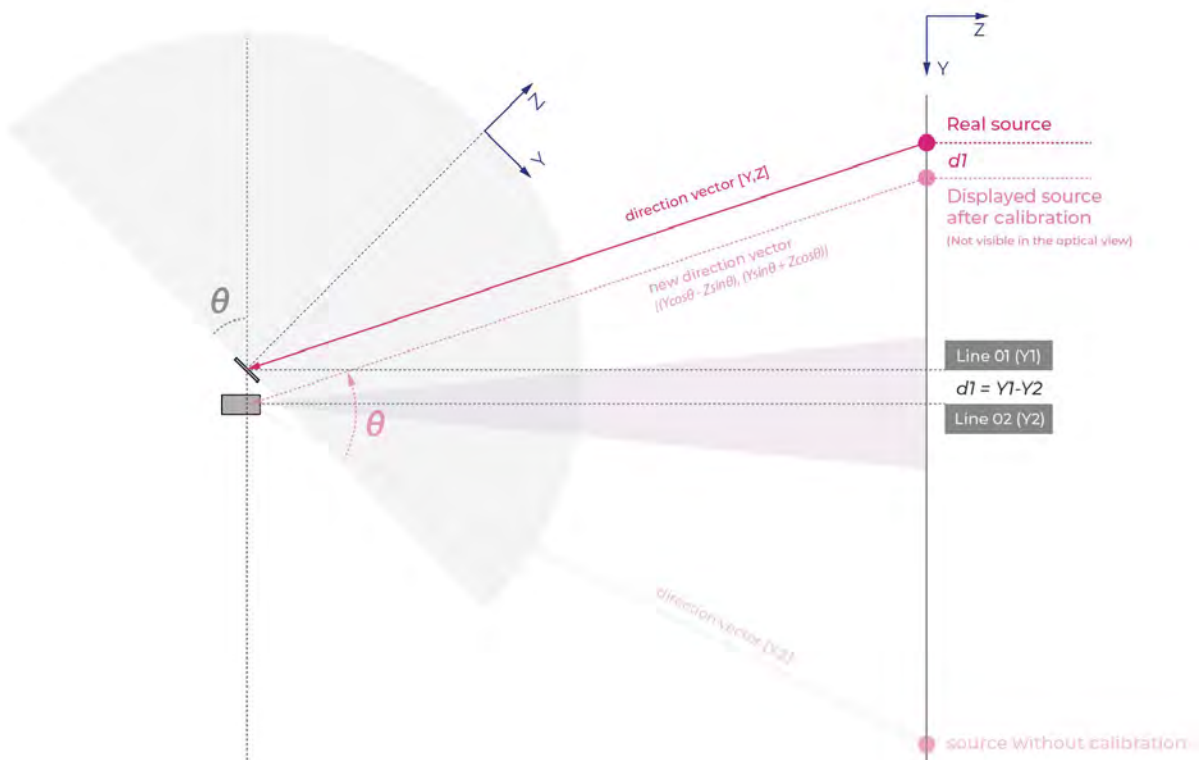 Z
Y
Real source
d1
Displayed source
after calibration
(Not visible in the optical view)
Z
Y
direction vector [Y,Z]
new direction vector
[(Ycosθ - Zsinθ), (Ysinθ + Zcosθ)]
θ
Line 01 (Y1)
d1 = Y1-Y2
Line 02 (Y2)
θ
direction vector [Y,Z]
source without calibration